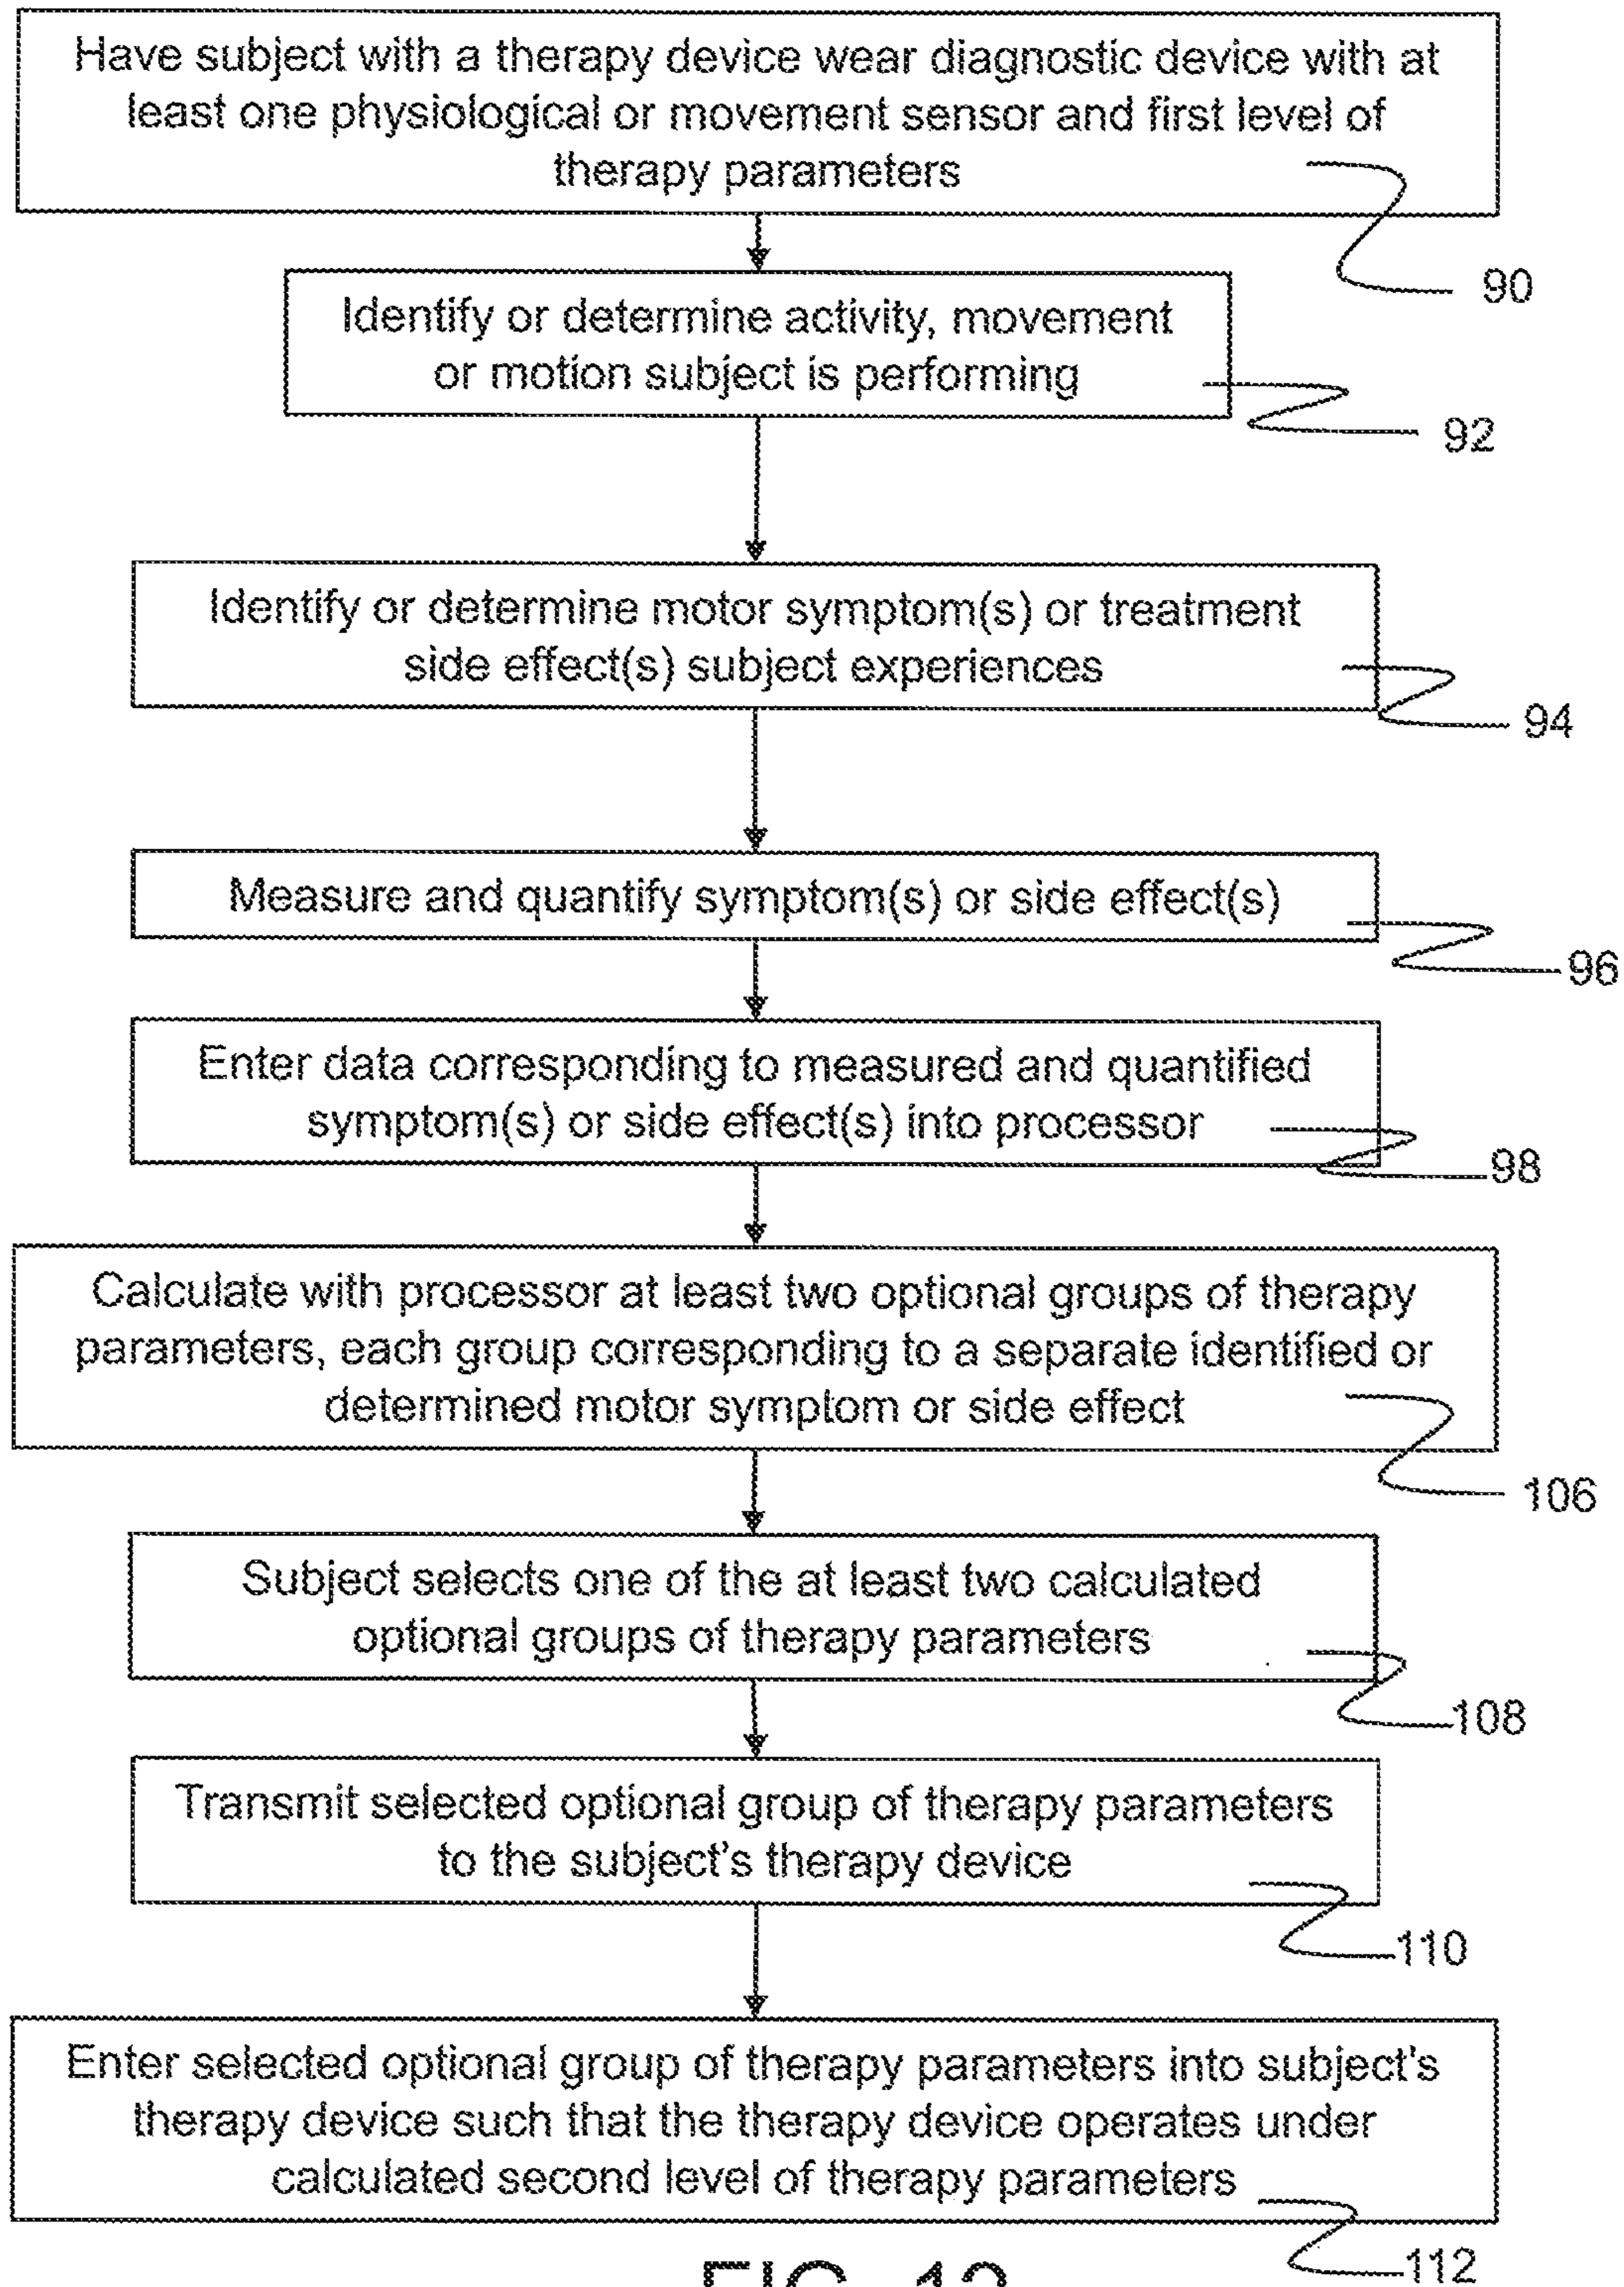 Have subject with a therapy device wear diagnostic device with at
least one physiological or movement sensor and first level of
therapy parameters
90
Identify or determine activity, movement
or motion subject is performing
92
Identify or determine motor symptom(s) or treatment
side effect(s) subject experiences
94
Measure and quantify symptom(s) or side effect(s)
96
Enter data corresponding to measured and quantified
symptom(s) or side effect(s) into processor
98
Calculate with processor at least two optional groups of therapy
parameters, each group corresponding to a separate identified or
determined motor symptom or side effect
106
Subject selects one of the at least two calculated
optional groups of therapy parameters
108
Transmit selected optional group of therapy parameters
to the subject's therapy device
110
Enter selected optional group of therapy parameters into subject's
therapy device such that the therapy device operates under
calculated second level of therapy parameters
112